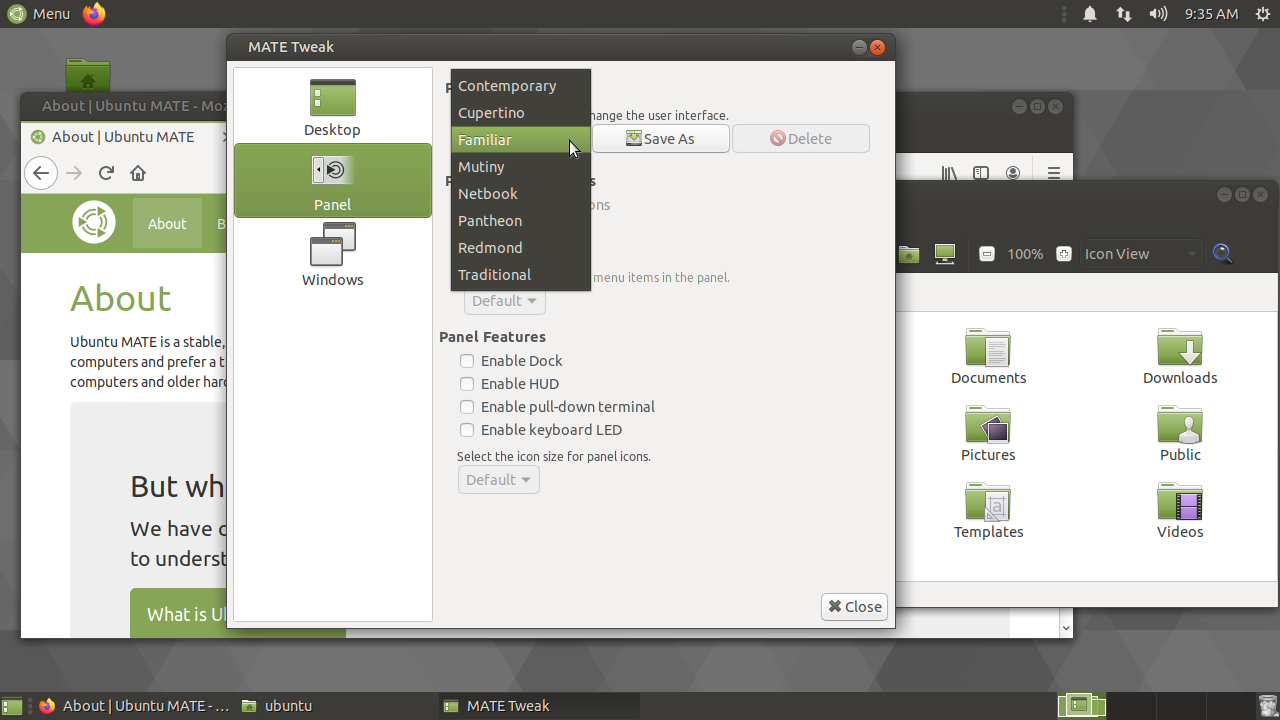 Menu
9:35 AM
MATE Tweak
About | Ubuntu MATE - Moz
About | Ubuntu MATE
About
B
About
Ubuntu MATE is a stable,
computers and prefer a t
computers and older hard
But wh
We have c
to underst
What is Ub
Desktop
Panel
Windows
Contemporary
Cupertino
Familiar
Mutiny
Netbook
Pantheon
Redmond
Traditional
P
hange the user interface.
Save As
Delete
P
s
ons
menu items in the panel.
Default
Panel Features
Enable Dock
Enable HUD
Enable pull-down terminal
Enable keyboard LED
Select the icon size for panel icons.
Default
Close
100%
Icon View
Documents
Downloads
Pictures
Public
Templates
Videos
About | Ubuntu MATE - ...
ubuntu
MATE Tweak